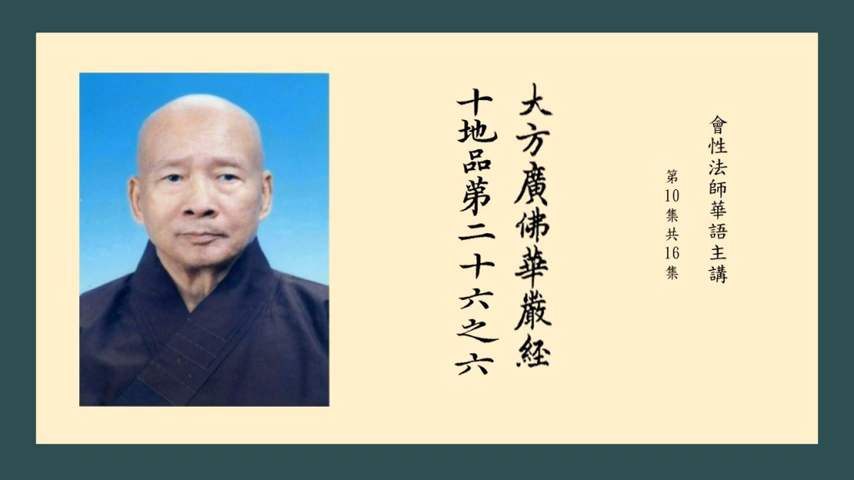 會性法師華語主講
第10集共16集
大方廣佛華嚴経
十地品第二十六之六